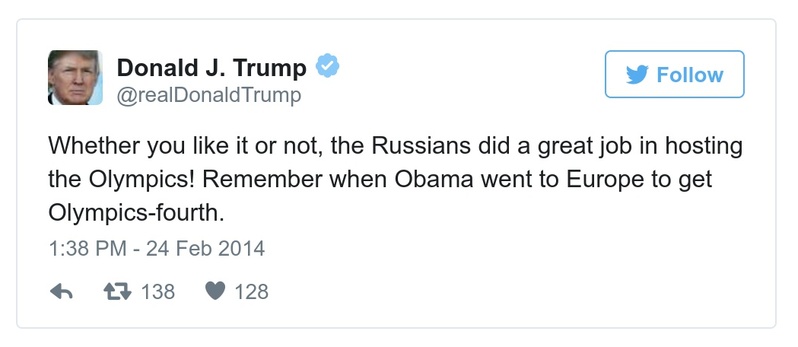 Donald J. Trump
@realDonaldTrump
Follow
Whether you like it or not, the Russians did a great job in hosting
the Olympics! Remember when Obama went to Europe to get
Olympics-fourth.
1:38 PM - 24 Feb 2014
138 128